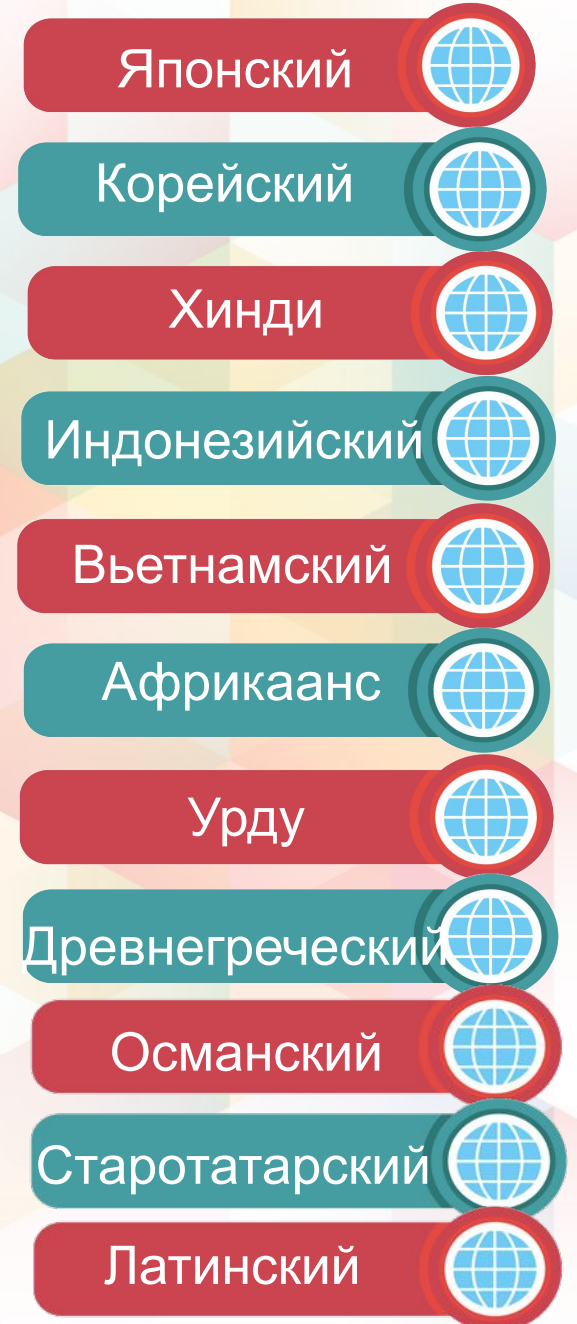 Японский
Корейский
Хинди
Индонезийский
Вьетнамский
Африкаанс
Урду
Древнегреческий
Османский
Старотатарский
Латинский